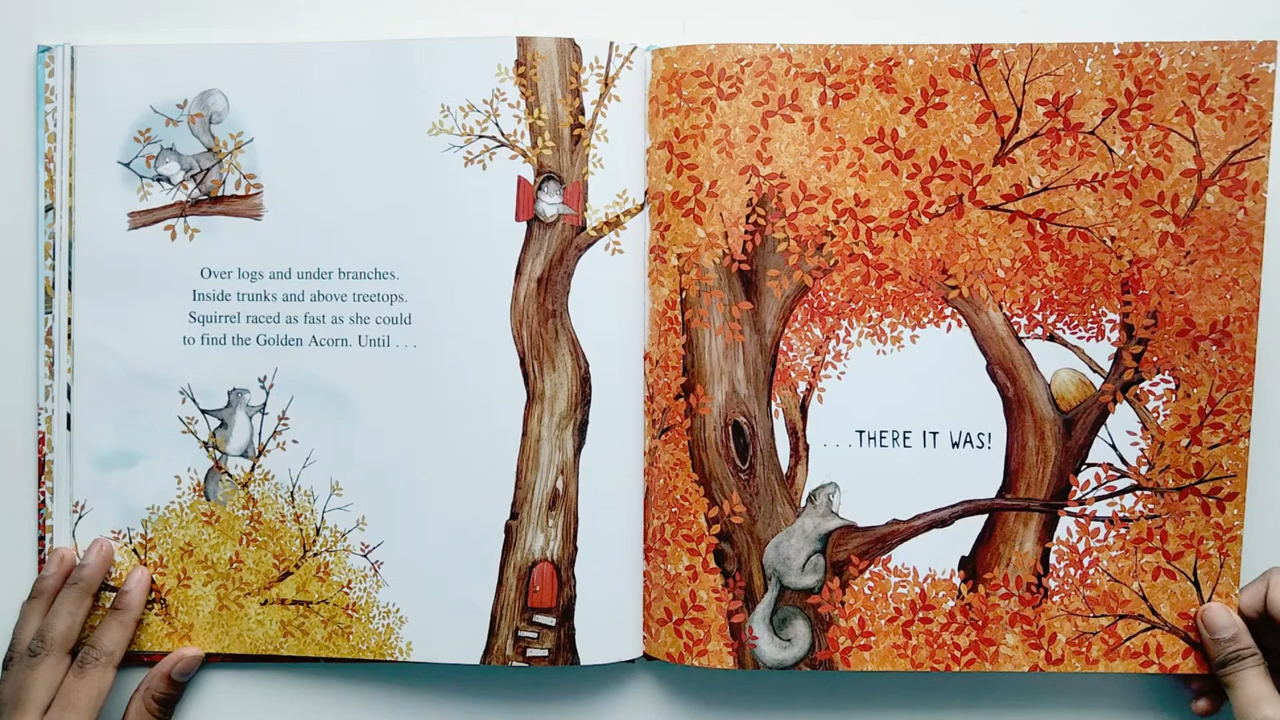 Over logs and under branches.
Inside trunks and above treetops.
Squirrel raced as fast as she could
to find the Golden Acorn. Until . . .
. . .THERE IT WAS!